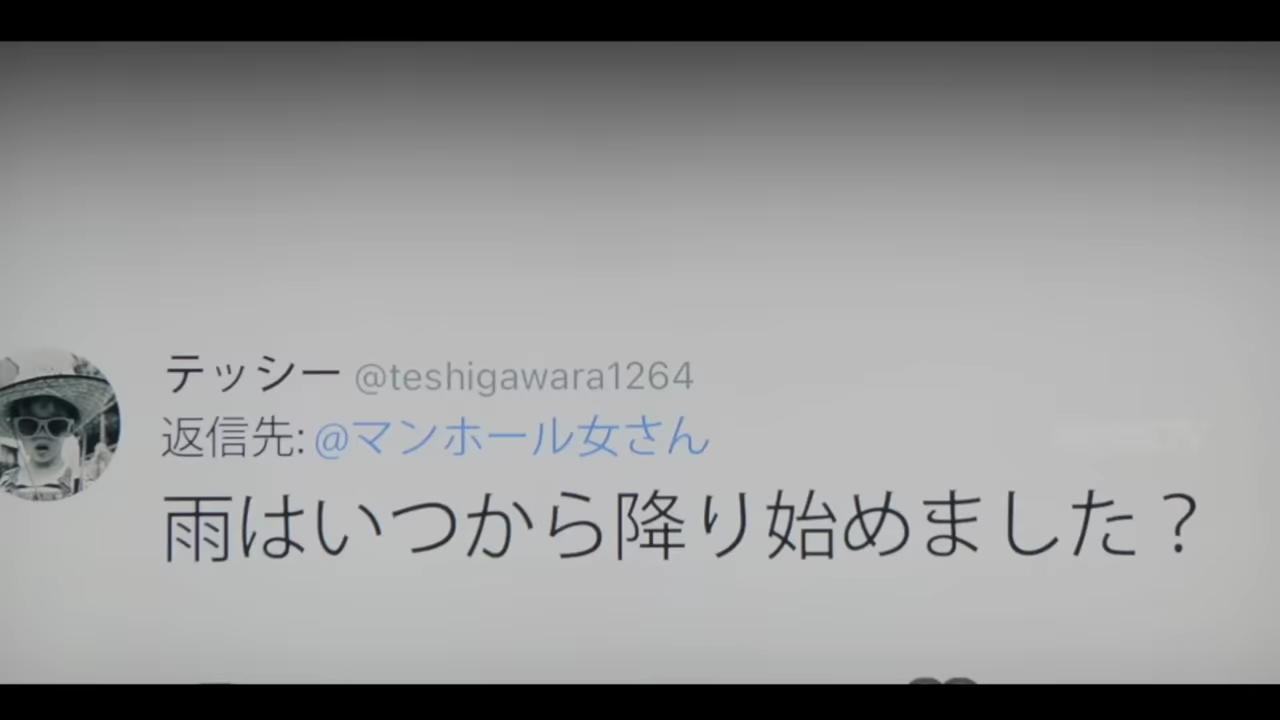 テッシー @teshigawara1264
返信先: @マンホール女さん
雨はいつから降り始めました？